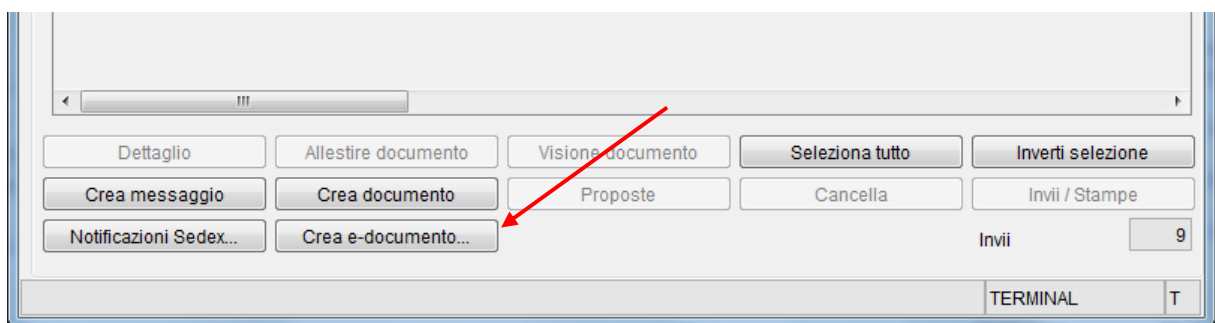 Dettaglio Allestire documento Visione documento Seleziona tutto Inverti selezione
Crea messaggio Crea documento Proposte Cancella Invii / Stampe
Notificazioni Sedex... Crea e-documento... Invii 9
TERMINAL T